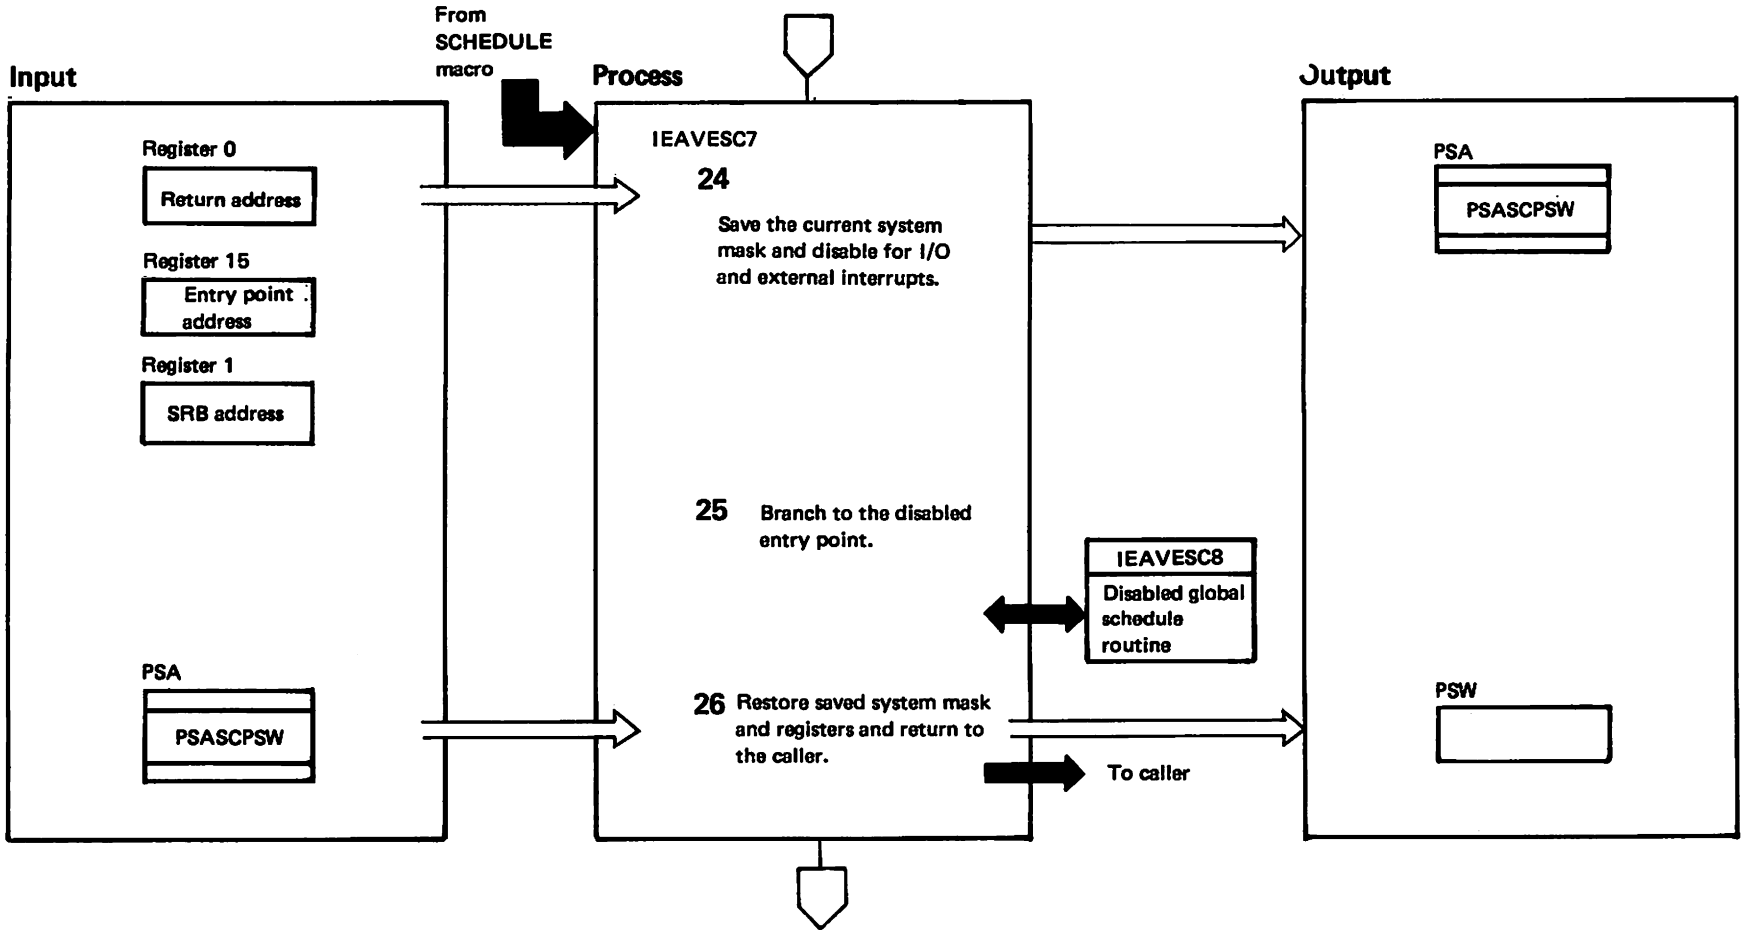 From
SCHEDULE
macro
Input
Process
Output
Register 0
Return address
Register 15
Entry point
address
Register 1
SRB address
PSA
PSASCPSW
IEAVESC7
24
Save the current system
mask and disable for I/O
and external interrupts.
25 Branch to the disabled
entry point.
26 Restore saved system mask
and registers and return to
the caller.
IEAVESC8
Disabled global
schedule
routine
To caller
PSA
PSASCPSW
PSW